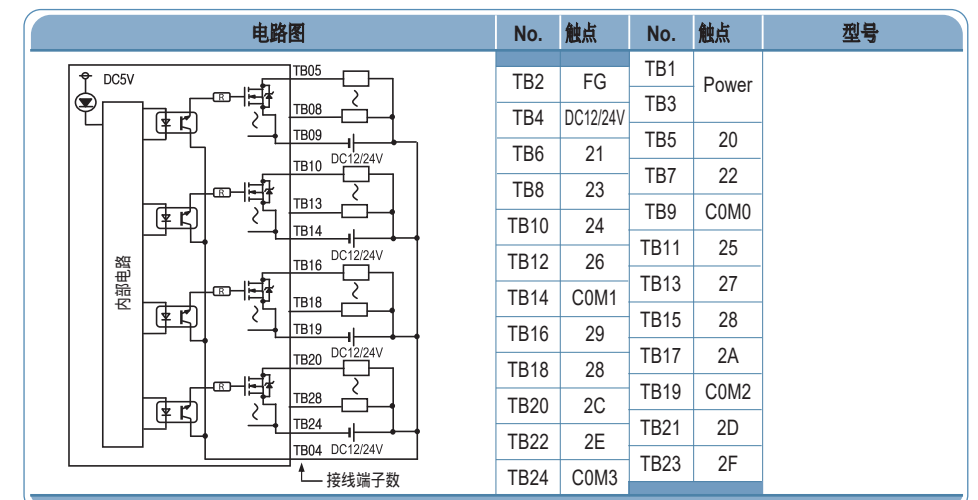 电路图 No. 触点 No. 触点 型号
DC5V
内部电路
R
TB05
TB08
TB09
DC12/24V
R
TB10
TB13
TB14
DC12/24V
R
TB16
TB18
TB19
DC12/24V
R
TB20
TB28
TB24
TB04 DC12/24V
接线端子数
TB2 FG
TB4 DC12/24V
TB6 21
TB8 23
TB10 24
TB12 26
TB14 C0M1
TB16 29
TB18 28
TB20 2C
TB22 2E
TB24 C0M3
TB1 Power
TB3
TB5 20
TB7 22
TB9 C0M0
TB11 25
TB13 27
TB15 28
TB17 2A
TB19 C0M2
TB21 2D
TB23 2F